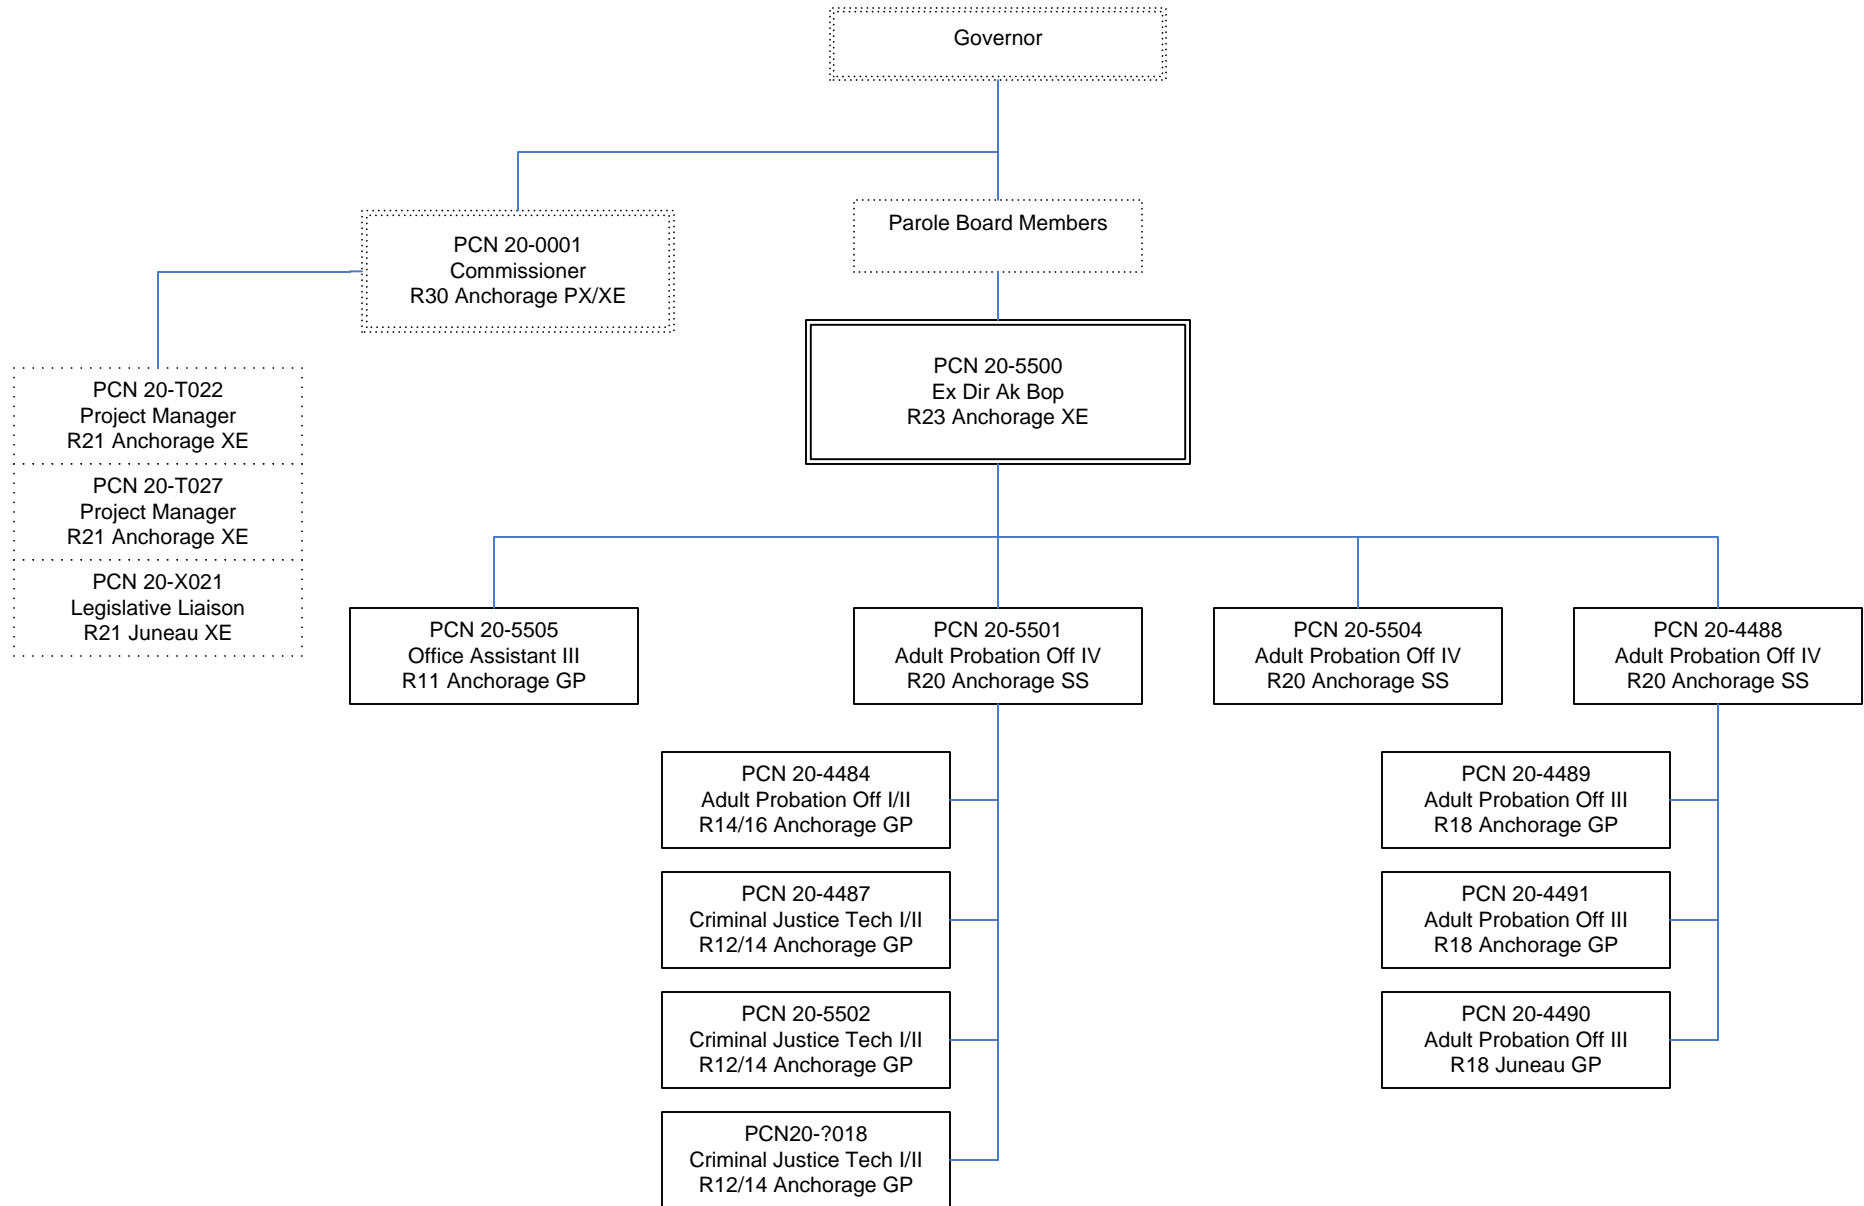 Governor
PCN 20-0001
Commissioner
R30 Anchorage PX/XE
Parole Board Members
PCN 20-T022
Project Manager
R21 Anchorage XE
PCN 20-T027
Project Manager
R21 Anchorage XE
PCN 20-X021
Legislative Liaison
R21 Juneau XE
PCN 20-5500
Ex Dir Ak Bop
R23 Anchorage XE
PCN 20-5505
Office Assistant III
R11 Anchorage GP
PCN 20-5501
Adult Probation Off IV
R20 Anchorage SS
PCN 20-5504
Adult Probation Off IV
R20 Anchorage SS
PCN 20-4488
Adult Probation Off IV
R20 Anchorage SS
PCN 20-4484
Adult Probation Off I/II
R14/16 Anchorage GP
PCN 20-4487
Criminal Justice Tech I/II
R12/14 Anchorage GP
PCN 20-5502
Criminal Justice Tech I/II
R12/14 Anchorage GP
PCN20-?018
Criminal Justice Tech I/II
R12/14 Anchorage GP
PCN 20-4489
Adult Probation Off III
R18 Anchorage GP
PCN 20-4491
Adult Probation Off III
R18 Anchorage GP
PCN 20-4490
Adult Probation Off III
R18 Juneau GP